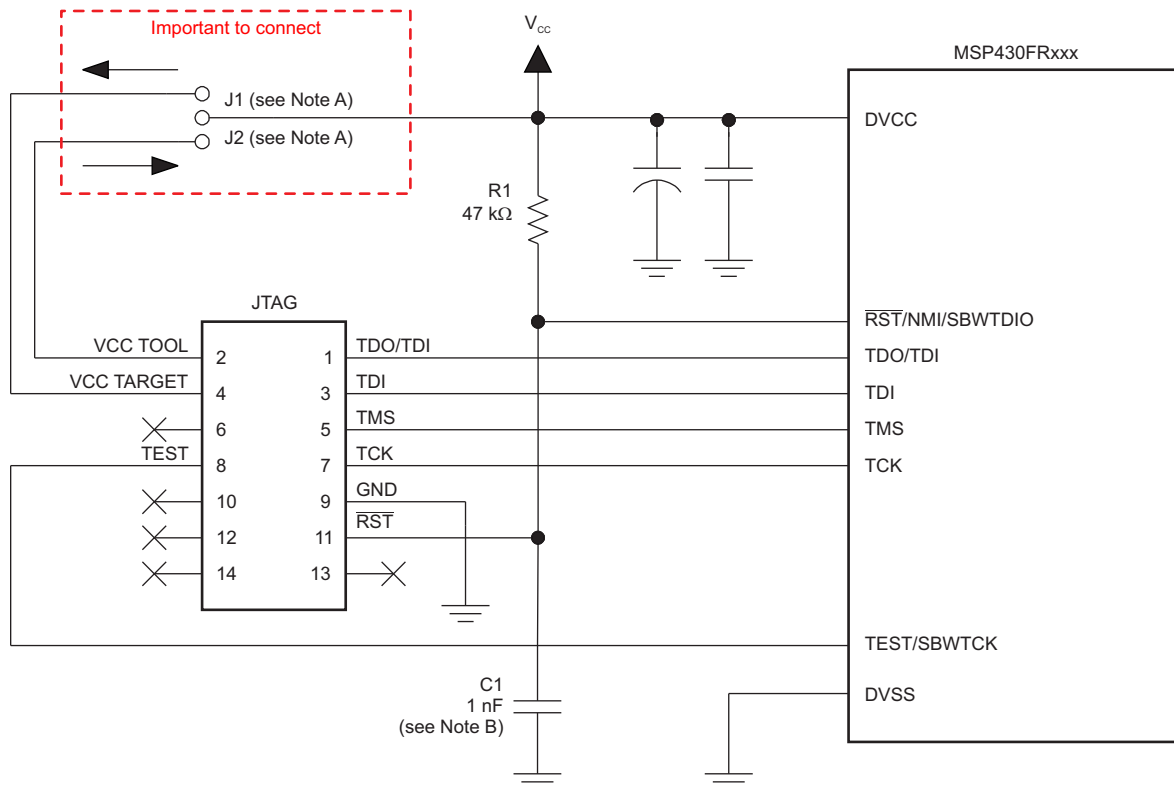 Important to connect
VCC
MSP430FRxxx
J1 (see Note A)
J2 (see Note A)
DVCC
R1
47 kΩ
JTAG
RST/NMI/SBWTDIO
VCC TOOL
2
1
TDO/TDI
TDO/TDI
VCC TARGET
4
3
TDI
TDI
6
5
TMS
TMS
TEST
8
7
TCK
TCK
10
9
GND
12
11
RST
14
13
TEST/SBWTCK
C1
1 nF
(see Note B)
DVSS